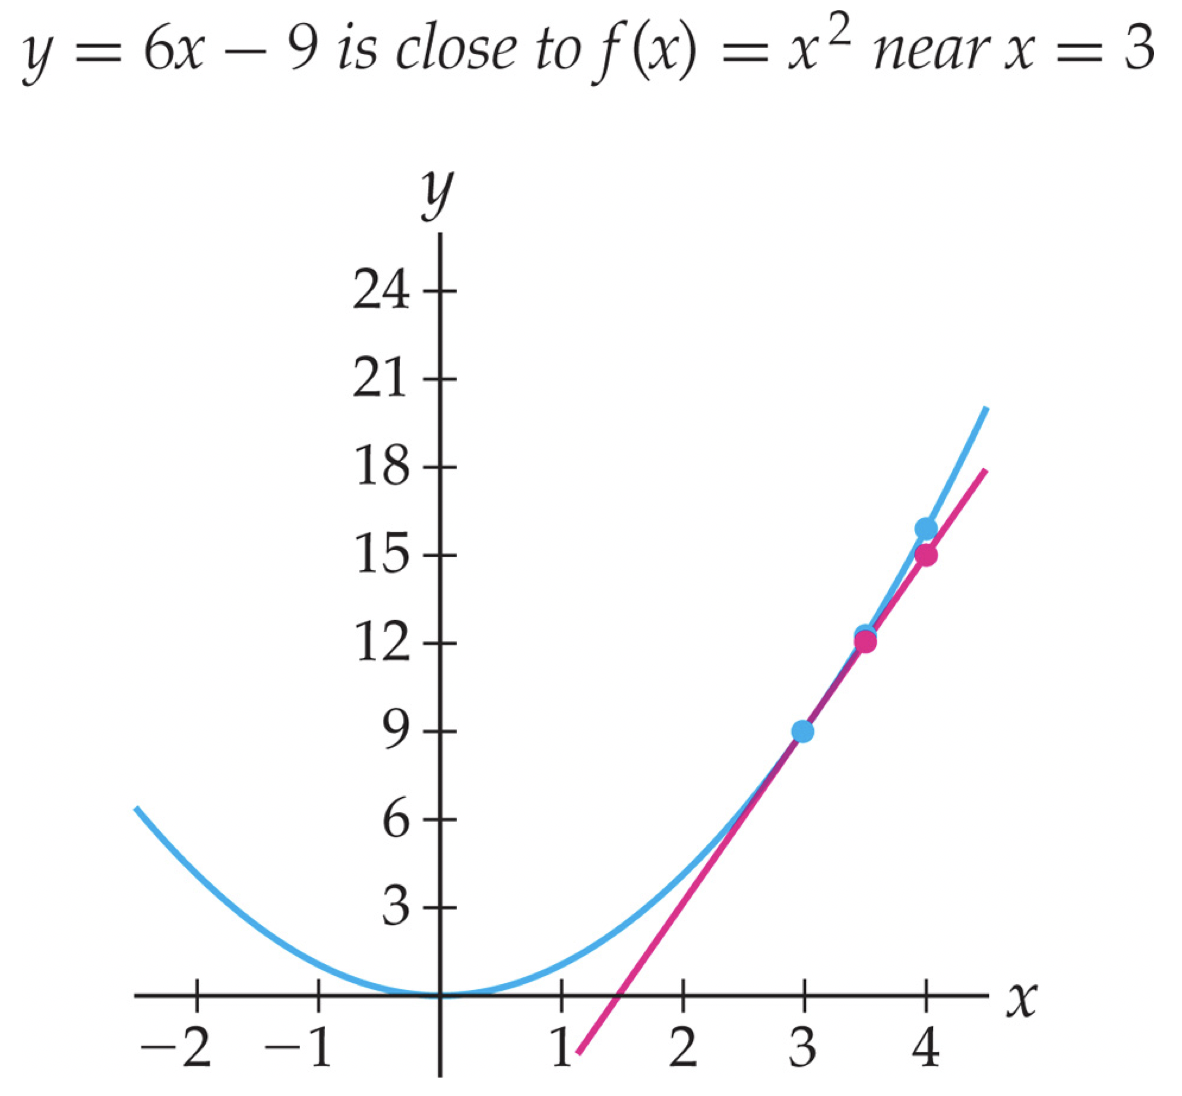 y = 6x − 9 is close to f(x) = x² near x = 3
y
24
21
18
15
12
9
6
3
x
−2 −1 1 2 3 4